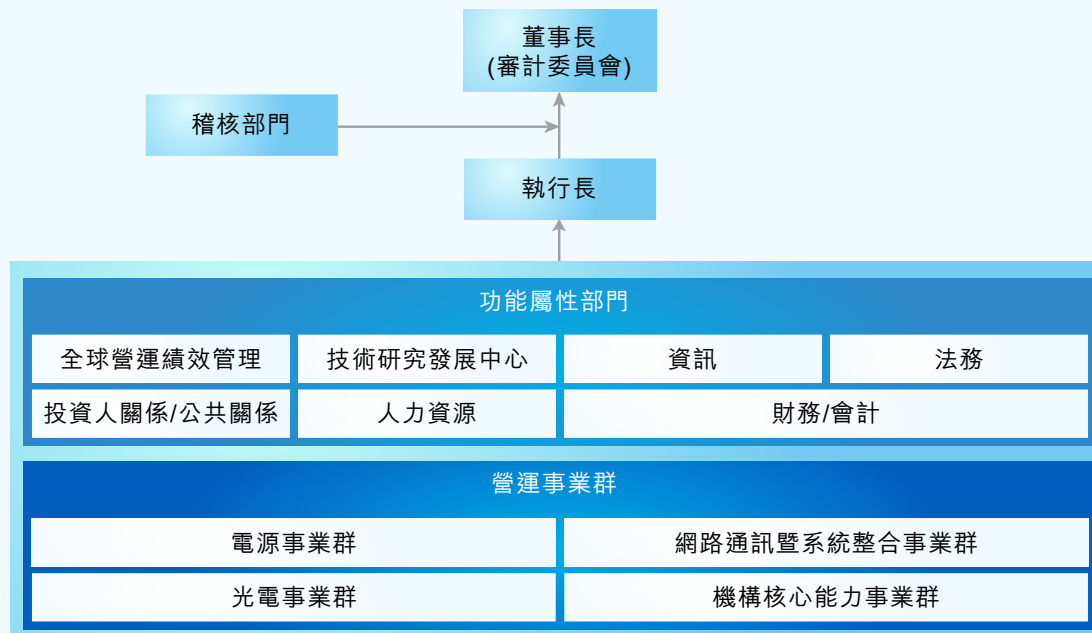 董事長
(審計委員會)
稽核部門
執行長
功能屬性部門
全球營運績效管理
技術研究發展中心
資訊
法務
投資人關係/公共關係
人力資源
財務/會計
營運事業群
電源事業群
網路通訊暨系統整合事業群
光電事業群
機構核心能力事業群